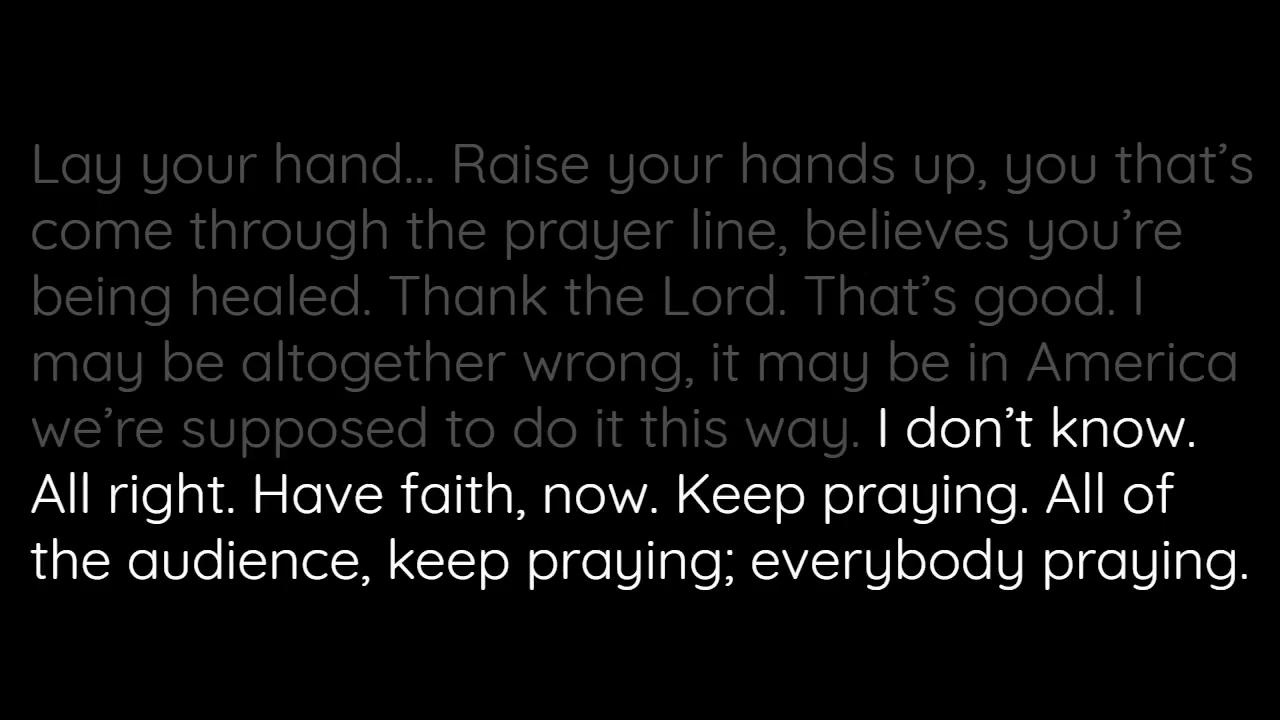 Lay your hand... Raise your hands up, you that’s
come through the prayer line, believes you’re
being healed. Thank the Lord. That’s good. I
may be altogether wrong, it may be in America
we’re supposed to do it this way. I don’t know.
All right. Have faith, now. Keep praying. All of
the audience, keep praying; everybody praying.